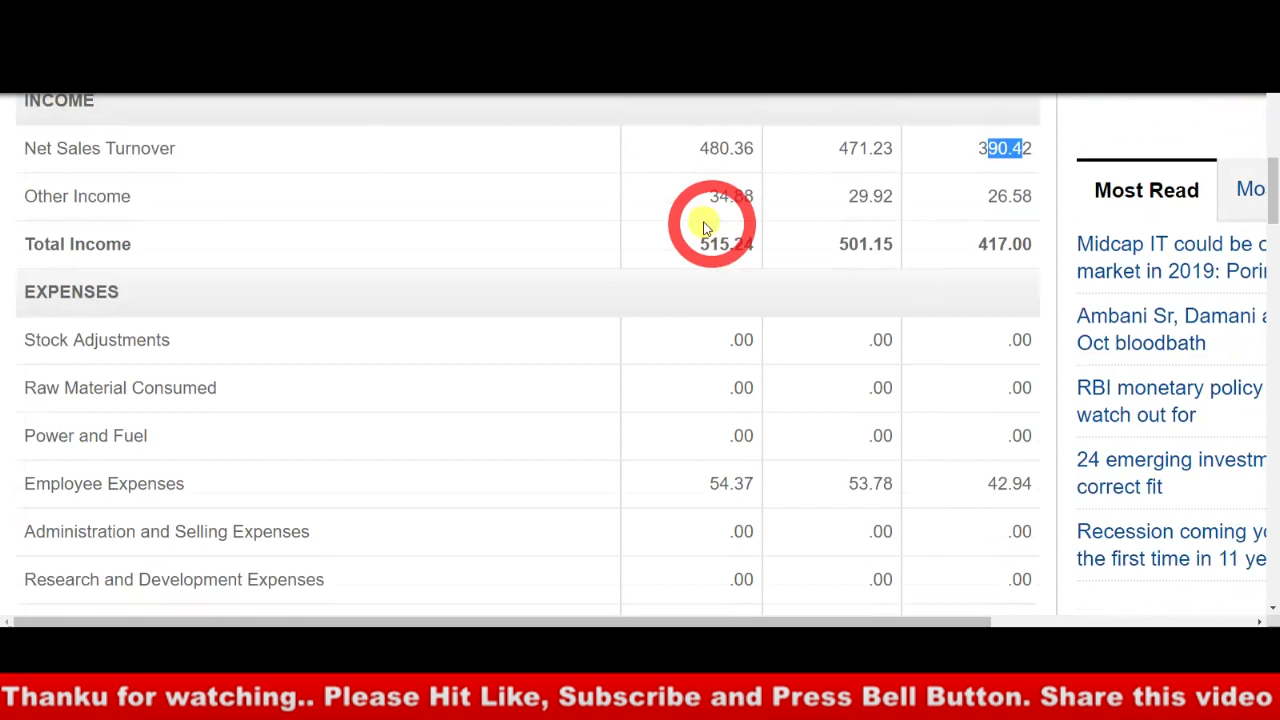 INCOME
Net Sales Turnover 480.36 471.23 390.42
Other Income 34.88 29.92 26.58
Total Income 515.24 501.15 417.00
EXPENSES
Stock Adjustments .00 .00 .00
Raw Material Consumed .00 .00 .00
Power and Fuel .00 .00 .00
Employee Expenses 54.37 53.78 42.94
Administration and Selling Expenses .00 .00 .00
Research and Development Expenses .00 .00 .00
Most Read Mo
Midcap IT could be
market in 2019: Pori
Ambani Sr, Damani
Oct bloodbath
RBI monetary policy
watch out for
24 emerging investm
correct fit
Recession coming yo
the first time in 11 ye
Thanku for watching.. Please Hit Like, Subscribe and Press Bell Button. Share this video